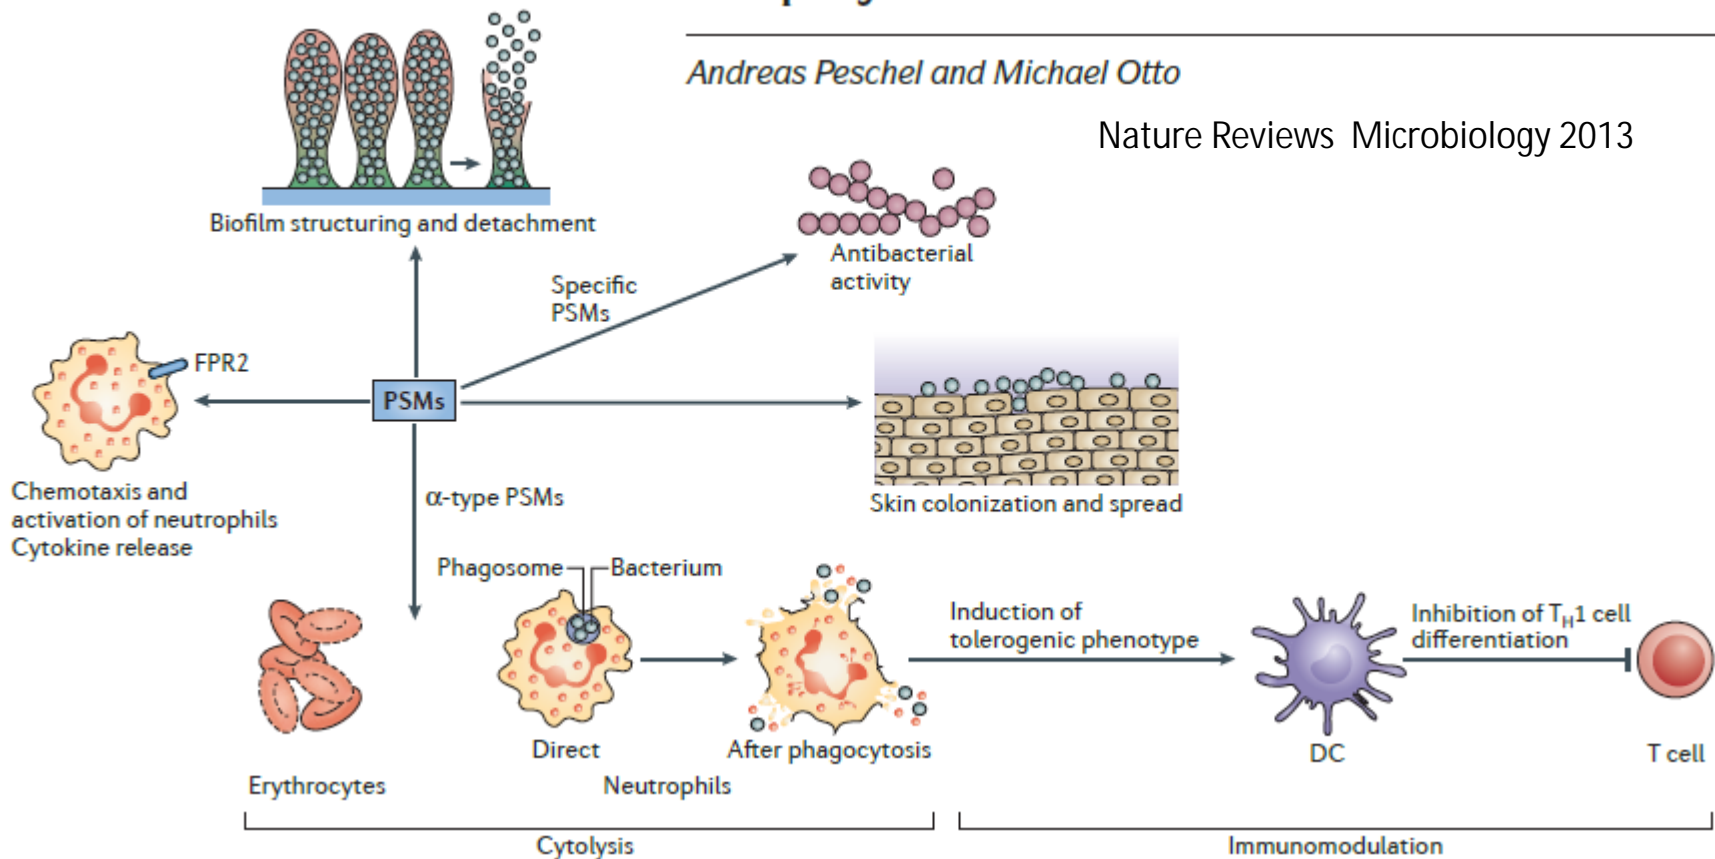 Andreas Peschel and Michael Otto
Nature Reviews Microbiology 2013
Biofilm structuring and detachment
Antibacterial
activity
Specific
PSMs
FPR2
PSMs
Chemotaxis and
activation of neutrophils
Cytokine release
α-type PSMs
Skin colonization and spread
Phagosome
Bacterium
Induction of
tolerogenic phenotype
Inhibition of TH1 cell
differentiation
Direct
After phagocytosis
DC
T cell
Erythrocytes
Neutrophils
Cytolysis
Immunomodulation